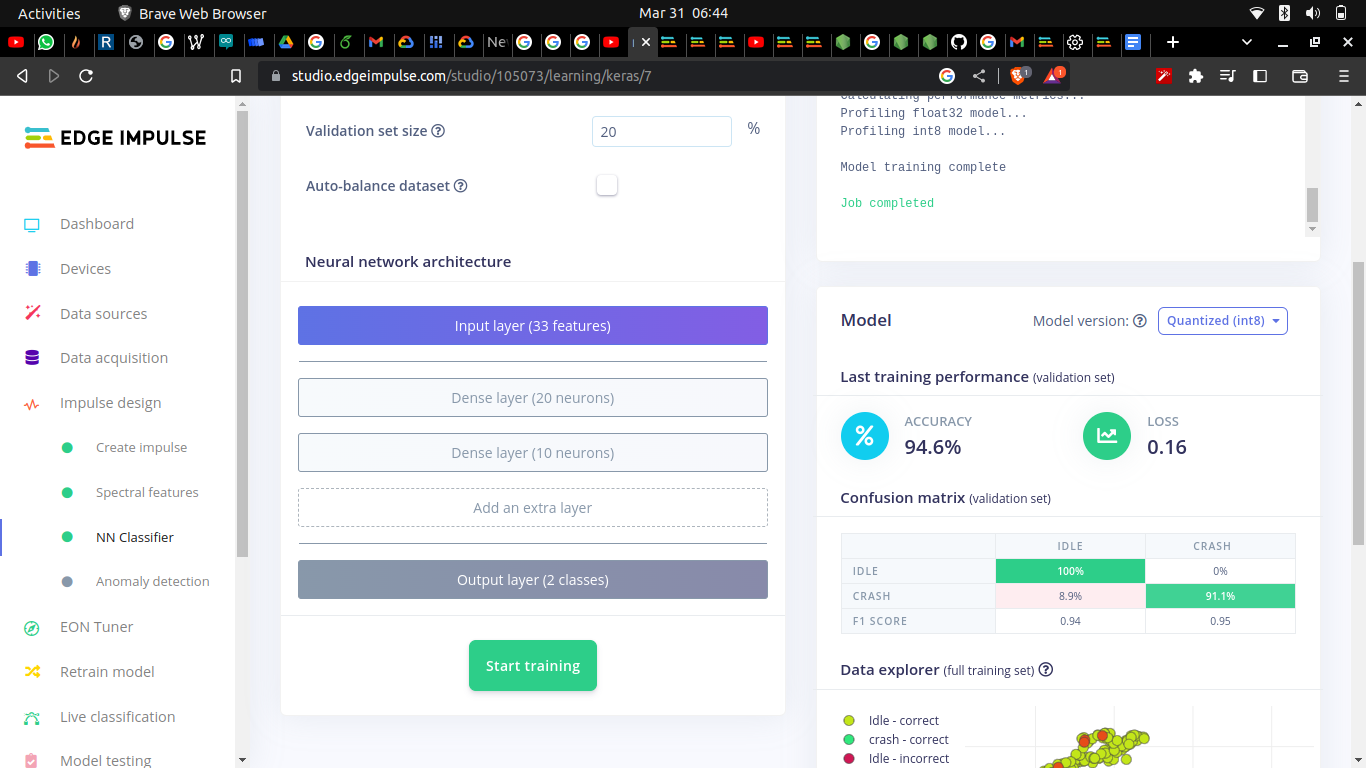 Activities
Brave Web Browser
Mar 31 06:44
Ne
studio.edgeimpulse.com/studio/105073/learning/keras/7
1
1
EDGE IMPULSE
Dashboard
Devices
Data sources
Data acquisition
Impulse design
Create impulse
Spectral features
NN Classifier
Anomaly detection
EON Tuner
Retrain model
Live classification
Model testing
Validation set size
20
%
Auto-balance dataset
Neural network architecture
Input layer (33 features)
Dense layer (20 neurons)
Dense layer (10 neurons)
Add an extra layer
Output layer (2 classes)
Start training
Calculating performance metrics...
Profiling float32 model...
Profiling int8 model...
Model training complete
Job completed
Model
Model version:
Quantized (int8)
Last training performance (validation set)
%
ACCURACY
94.6%
LOSS
0.16
Confusion matrix (validation set)
IDLE CRASH
IDLE 100% 0%
CRASH 8.9% 91.1%
F1 SCORE 0.94 0.95
Data explorer (full training set)
Idle - correct
crash - correct
Idle - incorrect